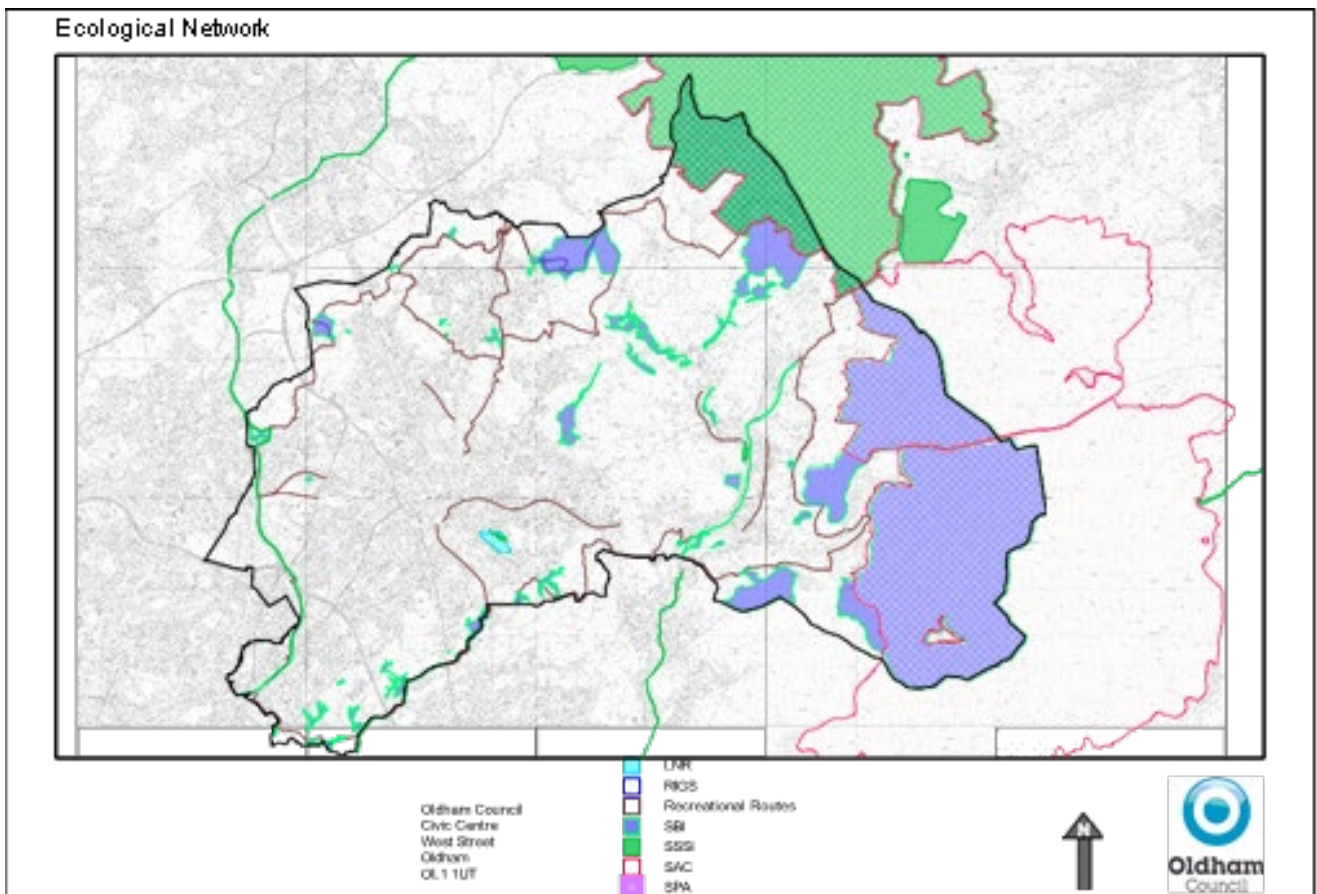 Ecological Network
LNR
RIGS
Recreational Routes
SBI
SSSI
SAC
SPA
Oldham Council
Civic Centre
West Street
Oldham
OL1 1UT
N
Oldham
Council